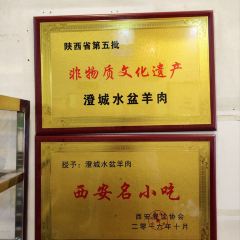 陕西省第五批
非物质文化遗产
澄城水盆羊肉
授予：澄城水盆羊肉
西安名小吃
西安 协会
二零一六年十月